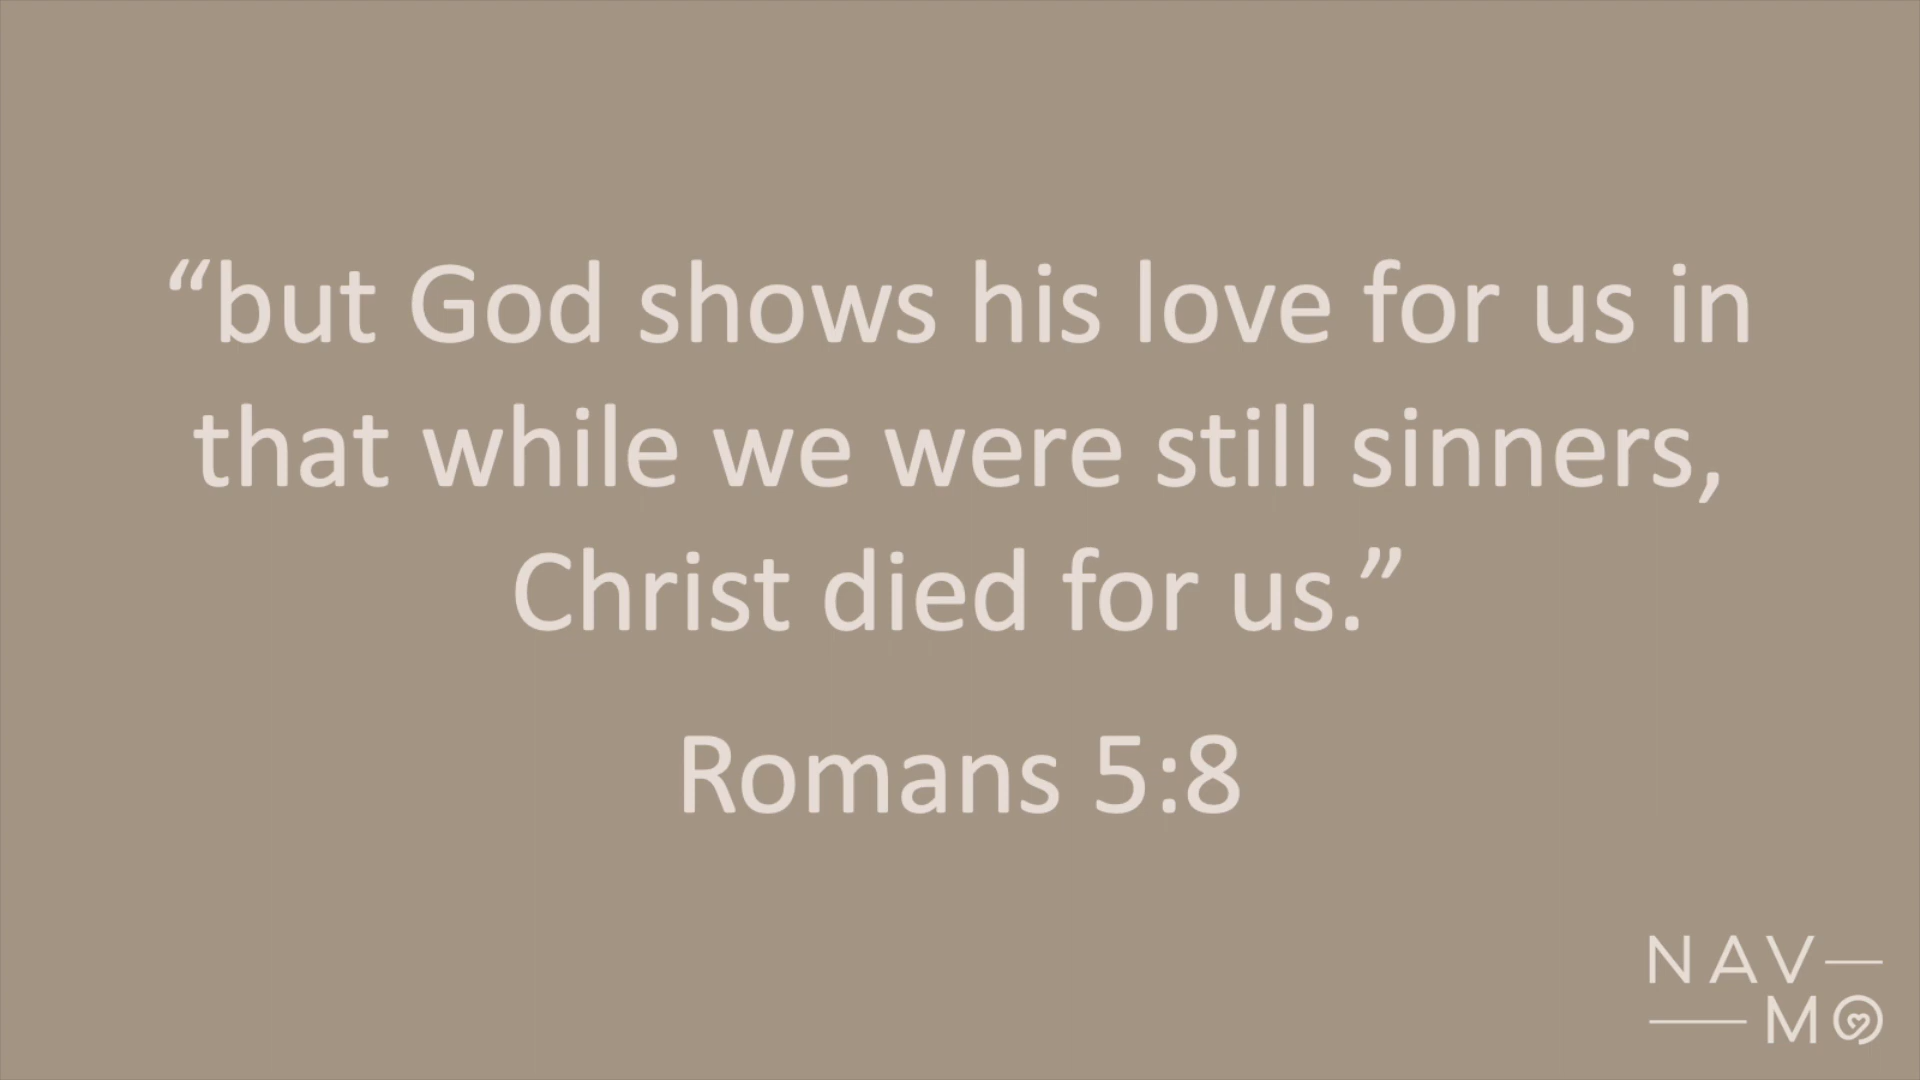 “but God shows his love for us in
that while we were still sinners,
Christ died for us.”
Romans 5:8
NAV
MO